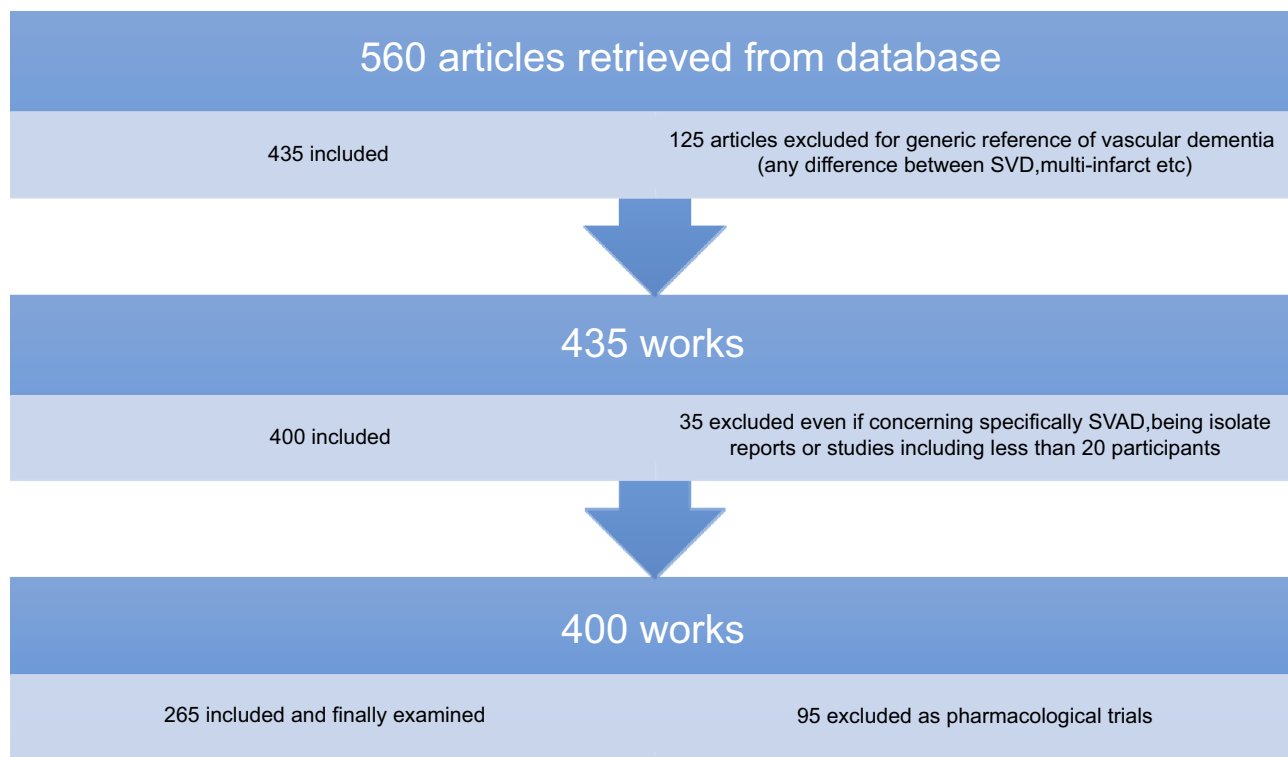 560 articles retrieved from database
435 included
125 articles excluded for generic reference of vascular dementia
(any difference between SVD,multi-infarct etc)
435 works
400 included
35 excluded even if concerning specifically SVAD,being isolate
reports or studies including less than 20 participants
400 works
265 included and finally examined
95 excluded as pharmacological trials